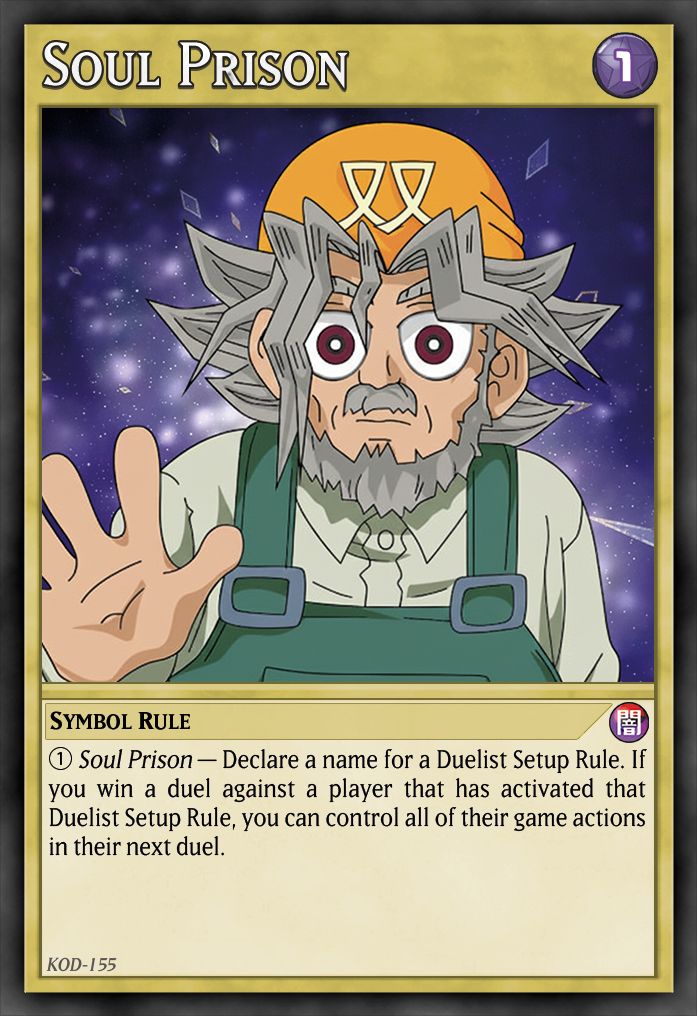 Soul Prison
1
Symbol Rule
闇
① Soul Prison — Declare a name for a Duelist Setup Rule. If
you win a duel against a player that has activated that
Duelist Setup Rule, you can control all of their game actions
in their next duel.
KOD-155